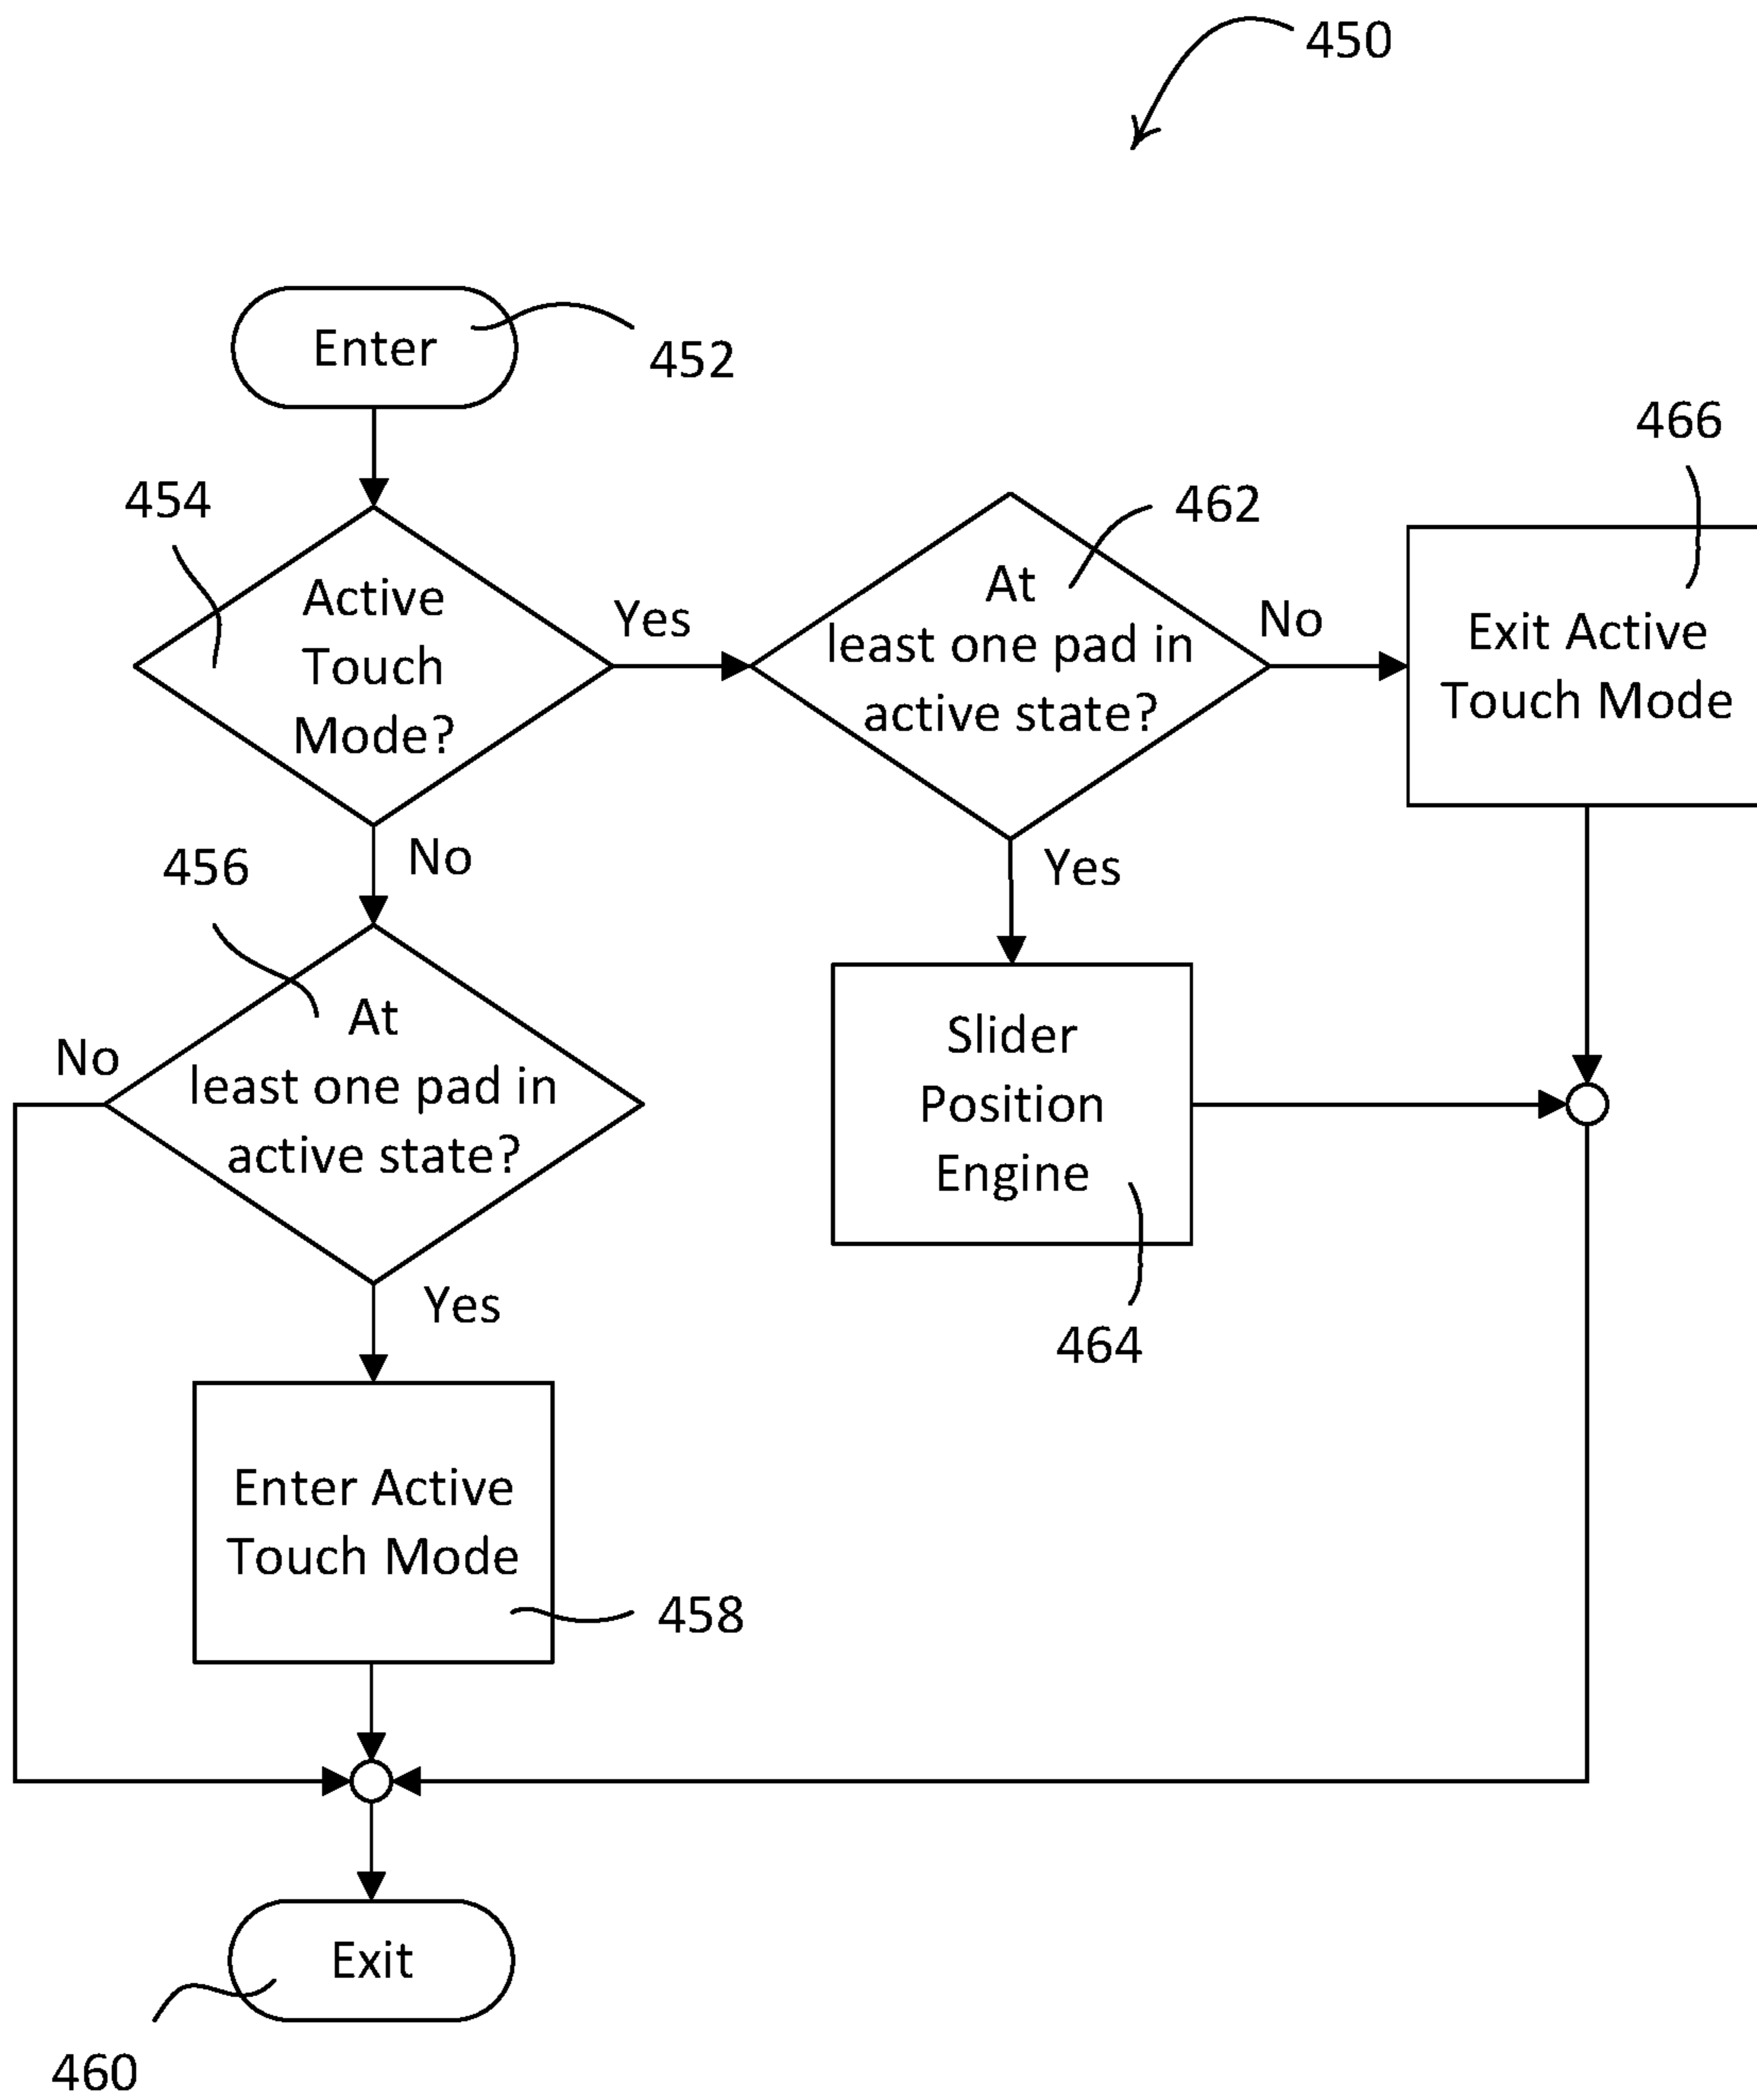 450
Enter
452
454
Active
Touch
Mode?
Yes
No
462
At
least one pad in
active state?
No
Yes
466
Exit Active
Touch Mode
456
At
least one pad in
active state?
No
Yes
Slider
Position
Engine
464
Enter Active
Touch Mode
458
Exit
460